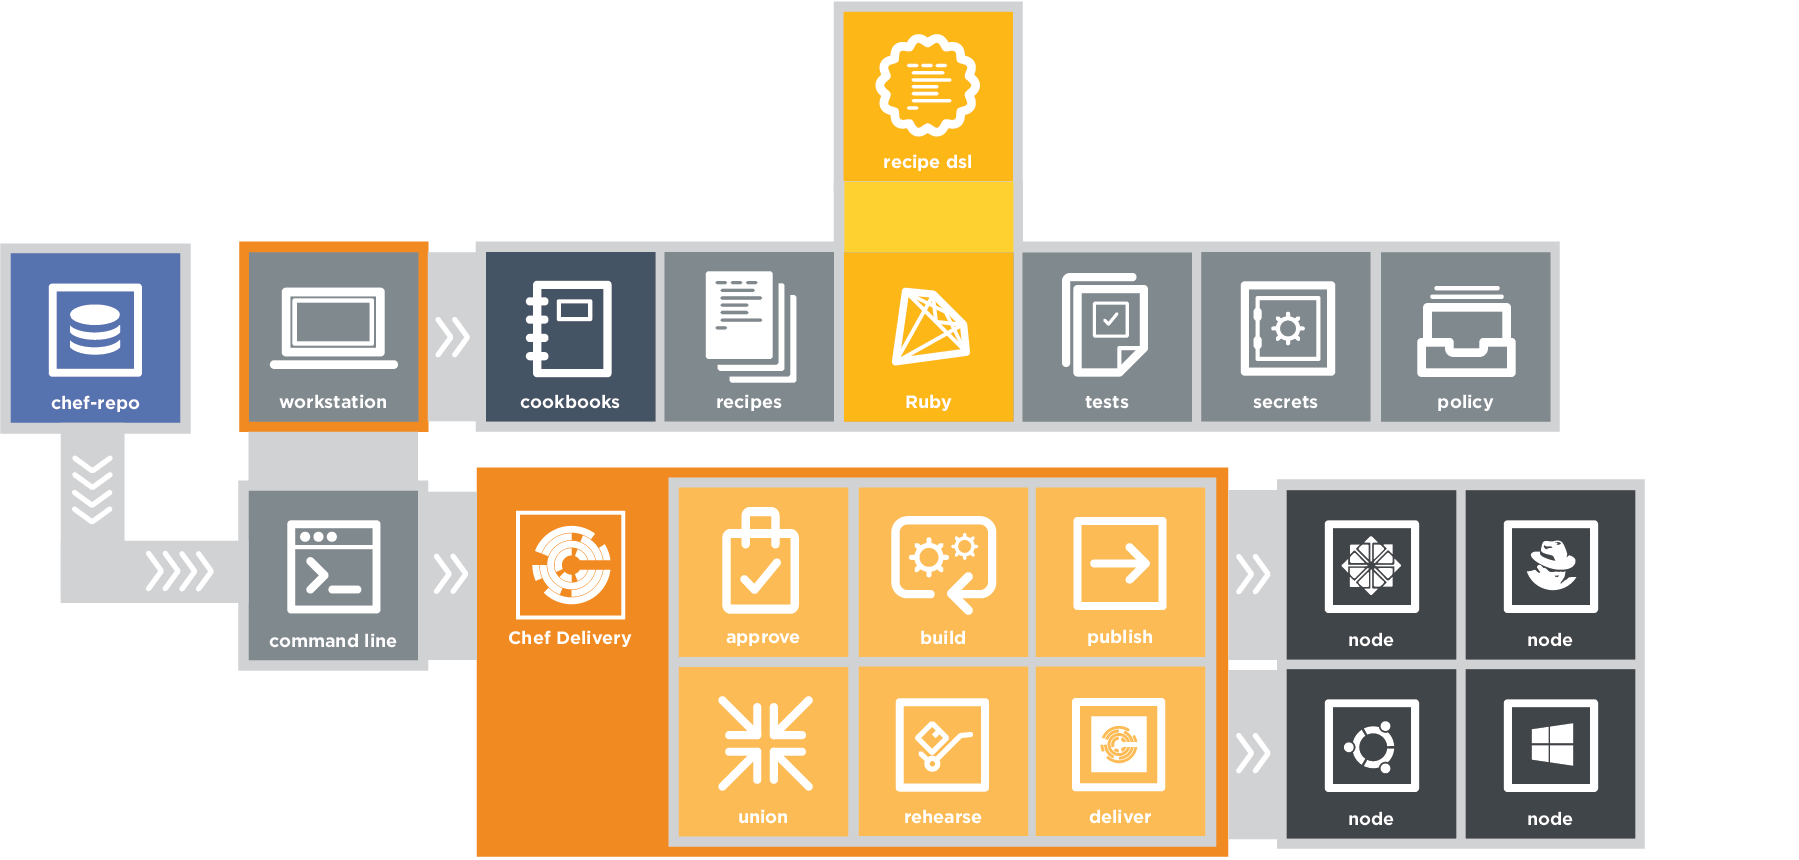 recipe dsl
chef-repo
workstation
cookbooks
recipes
Ruby
tests
secrets
policy
command line
Chef Delivery
approve
build
publish
node
node
union
rehearse
deliver
node
node